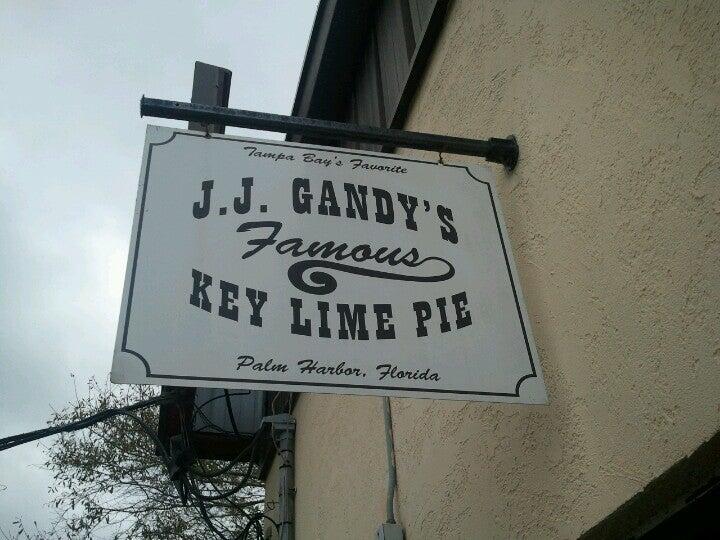 Tampa Bay's Favorite
J.J. GANDY'S
Famous
KEY LIME PIE
Palm Harbor, Florida